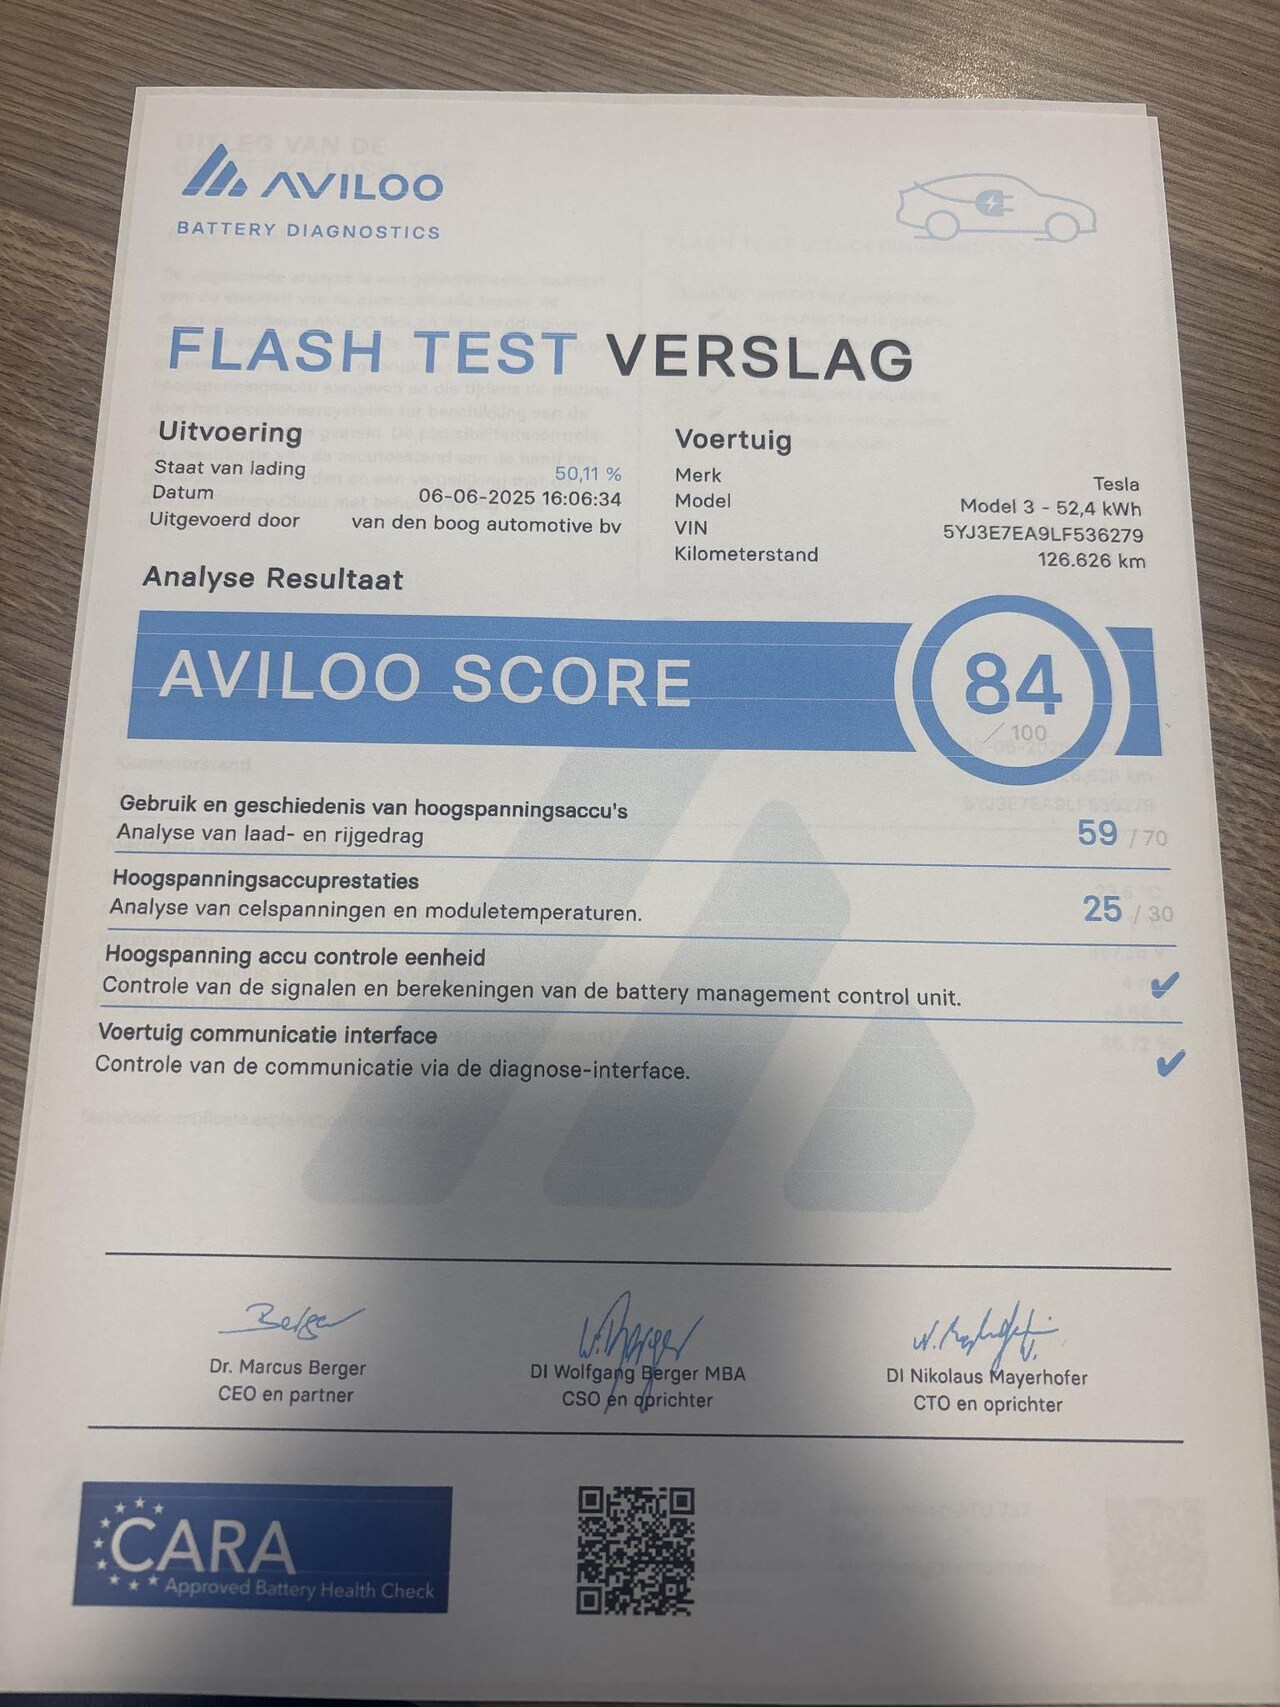 AVILOO
BATTERY DIAGNOSTICS
FLASH TEST VERSLAG
Uitvoering
Staat van lading 50,11 %
Datum 06-06-2025 16:06:34
Uitgevoerd door van den boog automotive bv
Voertuig
Merk Tesla
Model Model 3 - 52,4 kWh
VIN 5YJ3E7EA9LF536279
Kilometerstand 126.626 km
Analyse Resultaat
AVILOO SCORE 84 / 100
Gebruik en geschiedenis van hoogspanningsaccu's
Analyse van laad- en rijgedrag 59 / 70
Hoogspanningsaccuprestaties
Analyse van celspanningen en moduletemperaturen. 25 / 30
Hoogspanning accu controle eenheid
Controle van de signalen en berekeningen van de battery management control unit. ✔
Voertuig communicatie interface
Controle van de communicatie via de diagnose-interface. ✔
Berger
W. Berger
Dr. Marcus Berger
CEO en partner
DI Wolfgang Berger MBA
CSO en oprichter
DI Nikolaus Mayerhofer
CTO en oprichter
CARA
Approved Battery Health Check